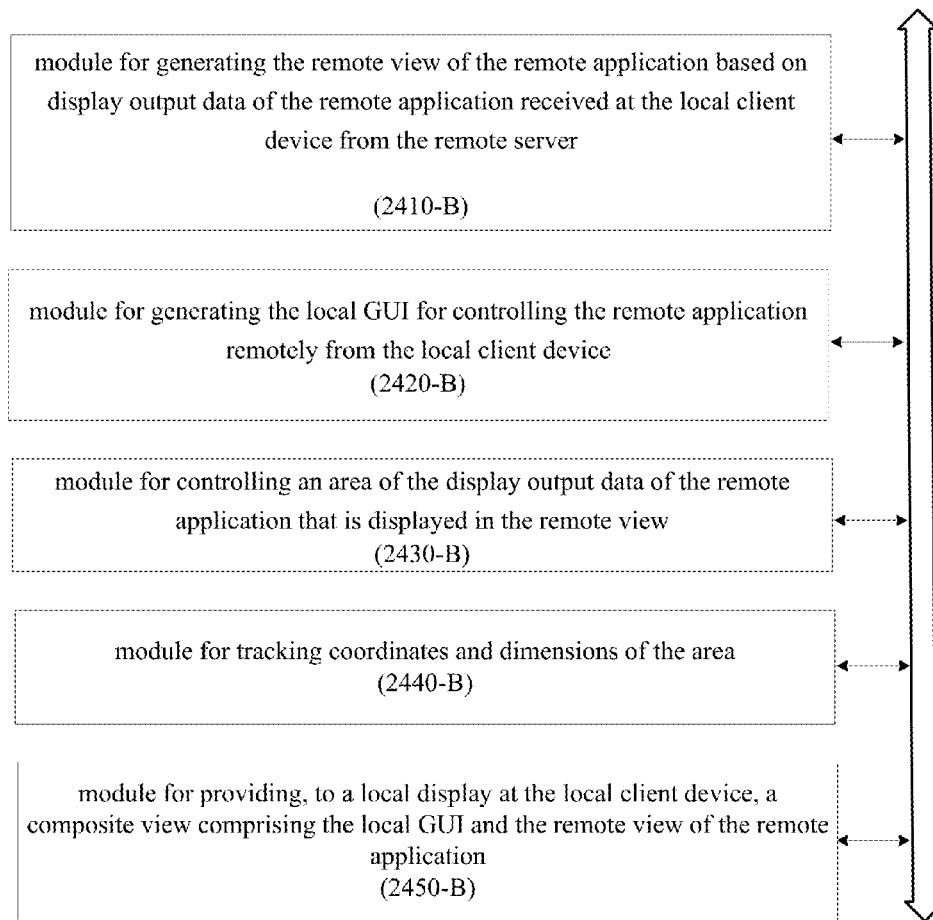 module for generating the remote view of the remote application based on
display output data of the remote application received at the local client
device from the remote server
(2410-B)
module for generating the local GUI for controlling the remote application
remotely from the local client device
(2420-B)
module for controlling an area of the display output data of the remote
application that is displayed in the remote view
(2430-B)
module for tracking coordinates and dimensions of the area
(2440-B)
module for providing, to a local display at the local client device, a
composite view comprising the local GUI and the remote view of the remote
application
(2450-B)